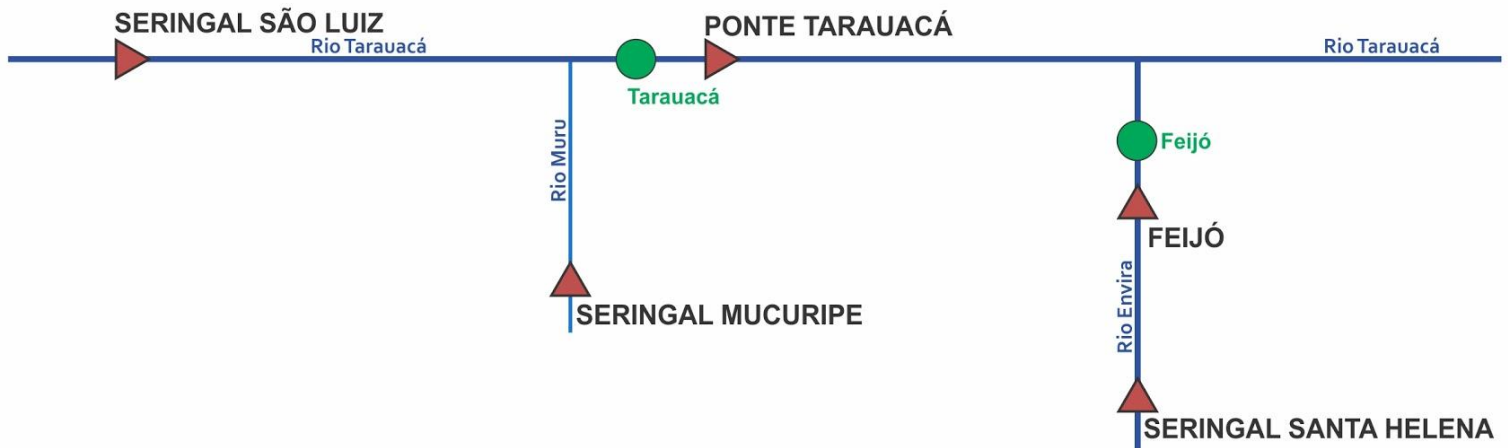 SERINGAL SÃO LUIZ
Rio Tarauacá
PONTE TARAUACÁ
Rio Tarauacá
Tarauacá
Rio Muru
Feijó
FEIJÓ
Rio Envira
SERINGAL MUCURIPE
SERINGAL SANTA HELENA